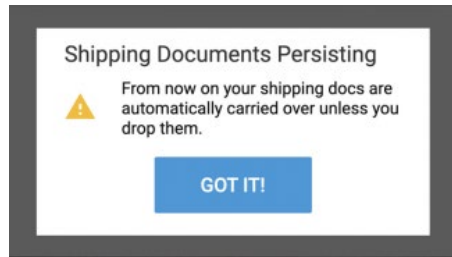 Shipping Documents Persisting
From now on your shipping docs are
automatically carried over unless you
drop them.
GOT IT!